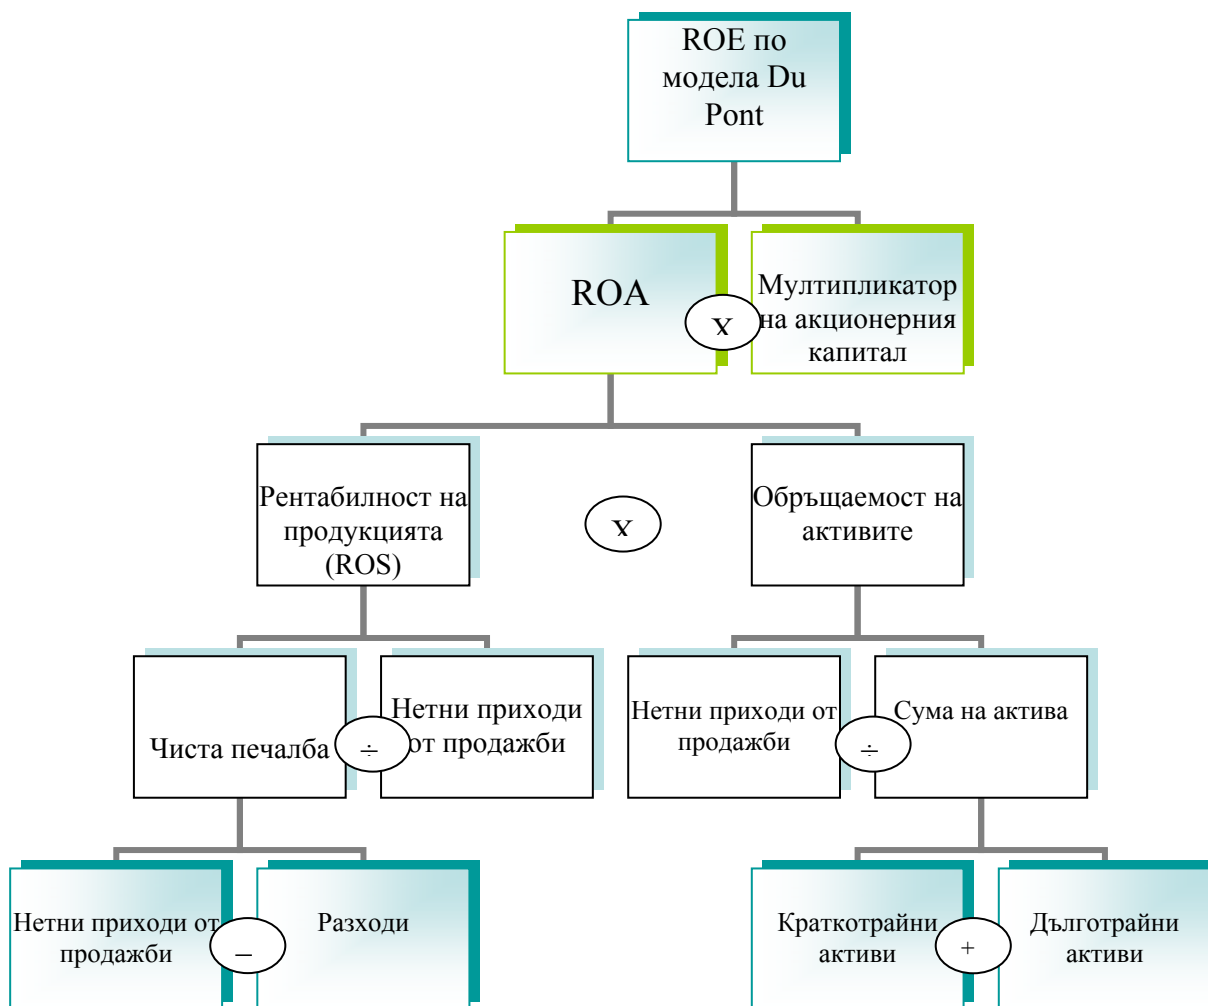 ROE по
модела Du
Pont
ROA
x
Мултипликатор
на акционерния
капитал
Рентабилност на
продукцията
(ROS)
x
Обръщаемост на
активите
Чиста печалба
÷
Нетни приходи
от продажби
Нетни приходи от
продажби
÷
Сума на актива
Нетни приходи от
продажби
–
Разходи
Краткотрайни
активи
+
Дълготрайни
активи